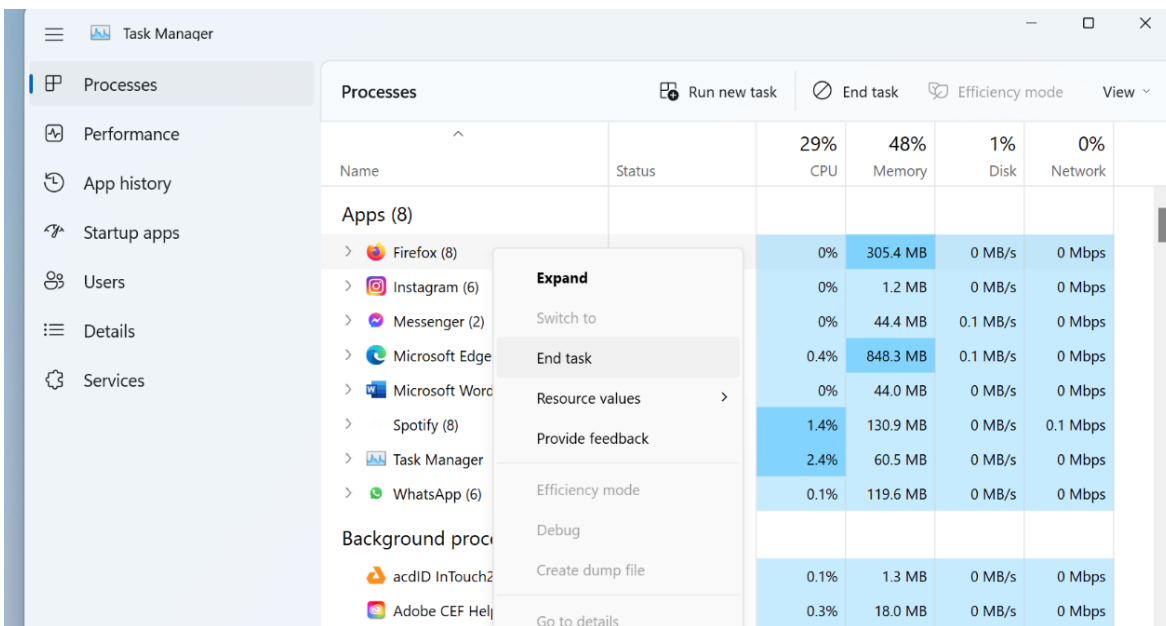 Task Manager
Processes
Performance
App history
Startup apps
Users
Details
Services
Processes Run new task End task Efficiency mode View
29% 48% 1% 0%
Name Status CPU Memory Disk Network
Apps (8)
Firefox (8) 0% 305.4 MB 0 MB/s 0 Mbps
Instagram (6) 0% 1.2 MB 0 MB/s 0 Mbps
Messenger (2) 0% 44.4 MB 0.1 MB/s 0 Mbps
Microsoft Edge 0.4% 848.3 MB 0.1 MB/s 0 Mbps
Microsoft Word 0% 44.0 MB 0 MB/s 0 Mbps
Spotify (8) 1.4% 130.9 MB 0 MB/s 0.1 Mbps
Task Manager 2.4% 60.5 MB 0 MB/s 0 Mbps
WhatsApp (6) 0.1% 119.6 MB 0 MB/s 0 Mbps
Background proc
acdID InTouch2 0.1% 1.3 MB 0 MB/s 0 Mbps
Adobe CEF Hel 0.3% 18.0 MB 0 MB/s 0 Mbps
Expand
Switch to
End task
Resource values
Provide feedback
Efficiency mode
Debug
Create dump file
Go to details